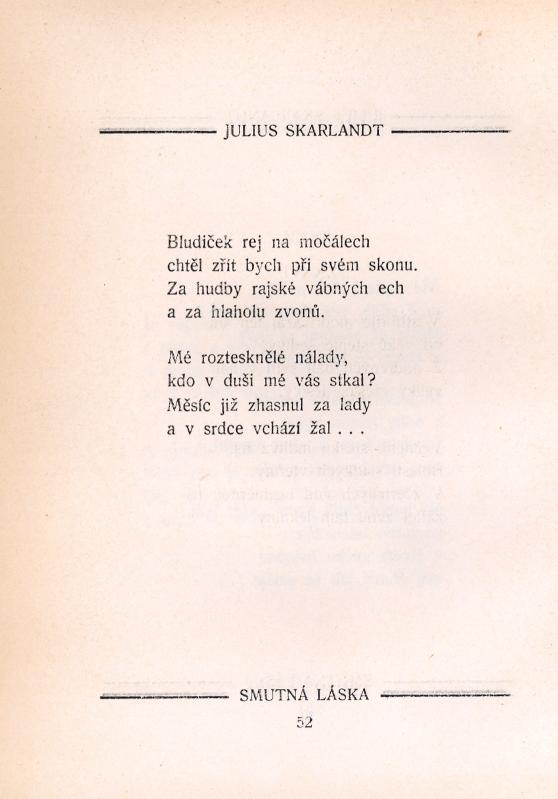 JULIUS SKARLANDT
Bludiček rej na močálech
chtěl zřít bych při svém skonu.
Za hudby rajské vábných ech
a za hlaholu zvonů.
Mé rozteskнělé nálady,
kdo v duši mé vás stkal?
Měsíc již zhasnul za lady
a v srdce vchází žal . . .
SMUTNÁ LÁSKA
52